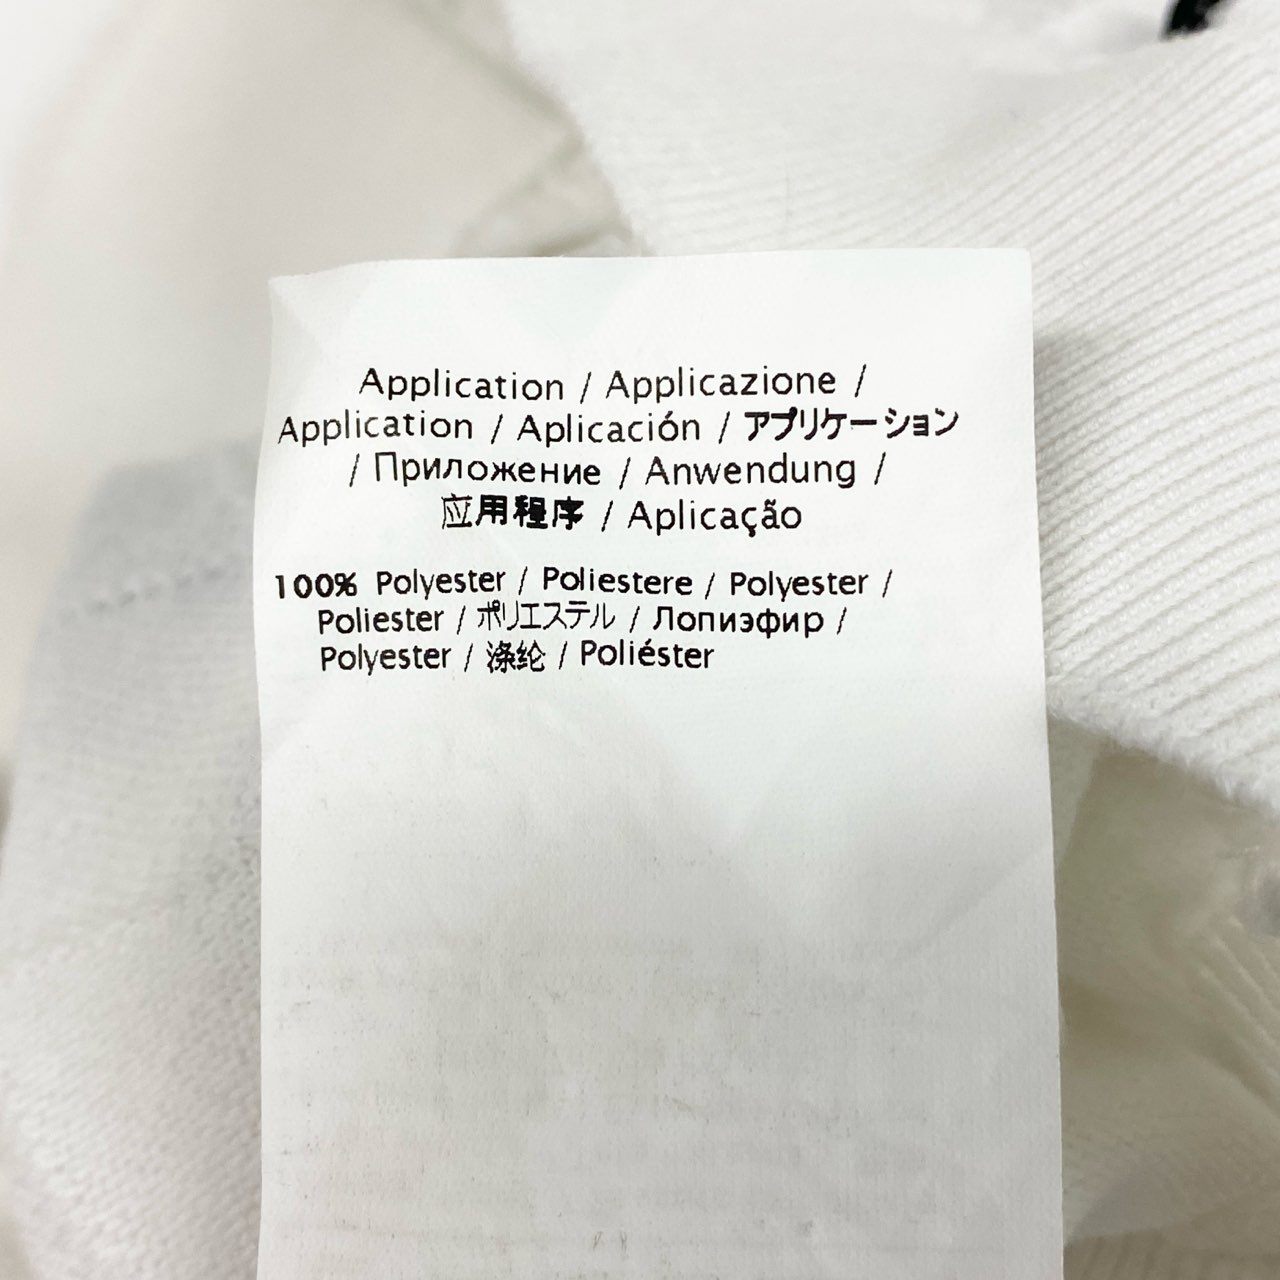 Application / Applicazione /
Application / Aplicación / アプリケーション
/ Приложение / Anwendung /
应用程序 / Aplicação
100% Polyester / Poliestere / Polyester /
Poliester / ポリエステル / Лопиэфир /
Polyester / 涤纶 / Poliéster